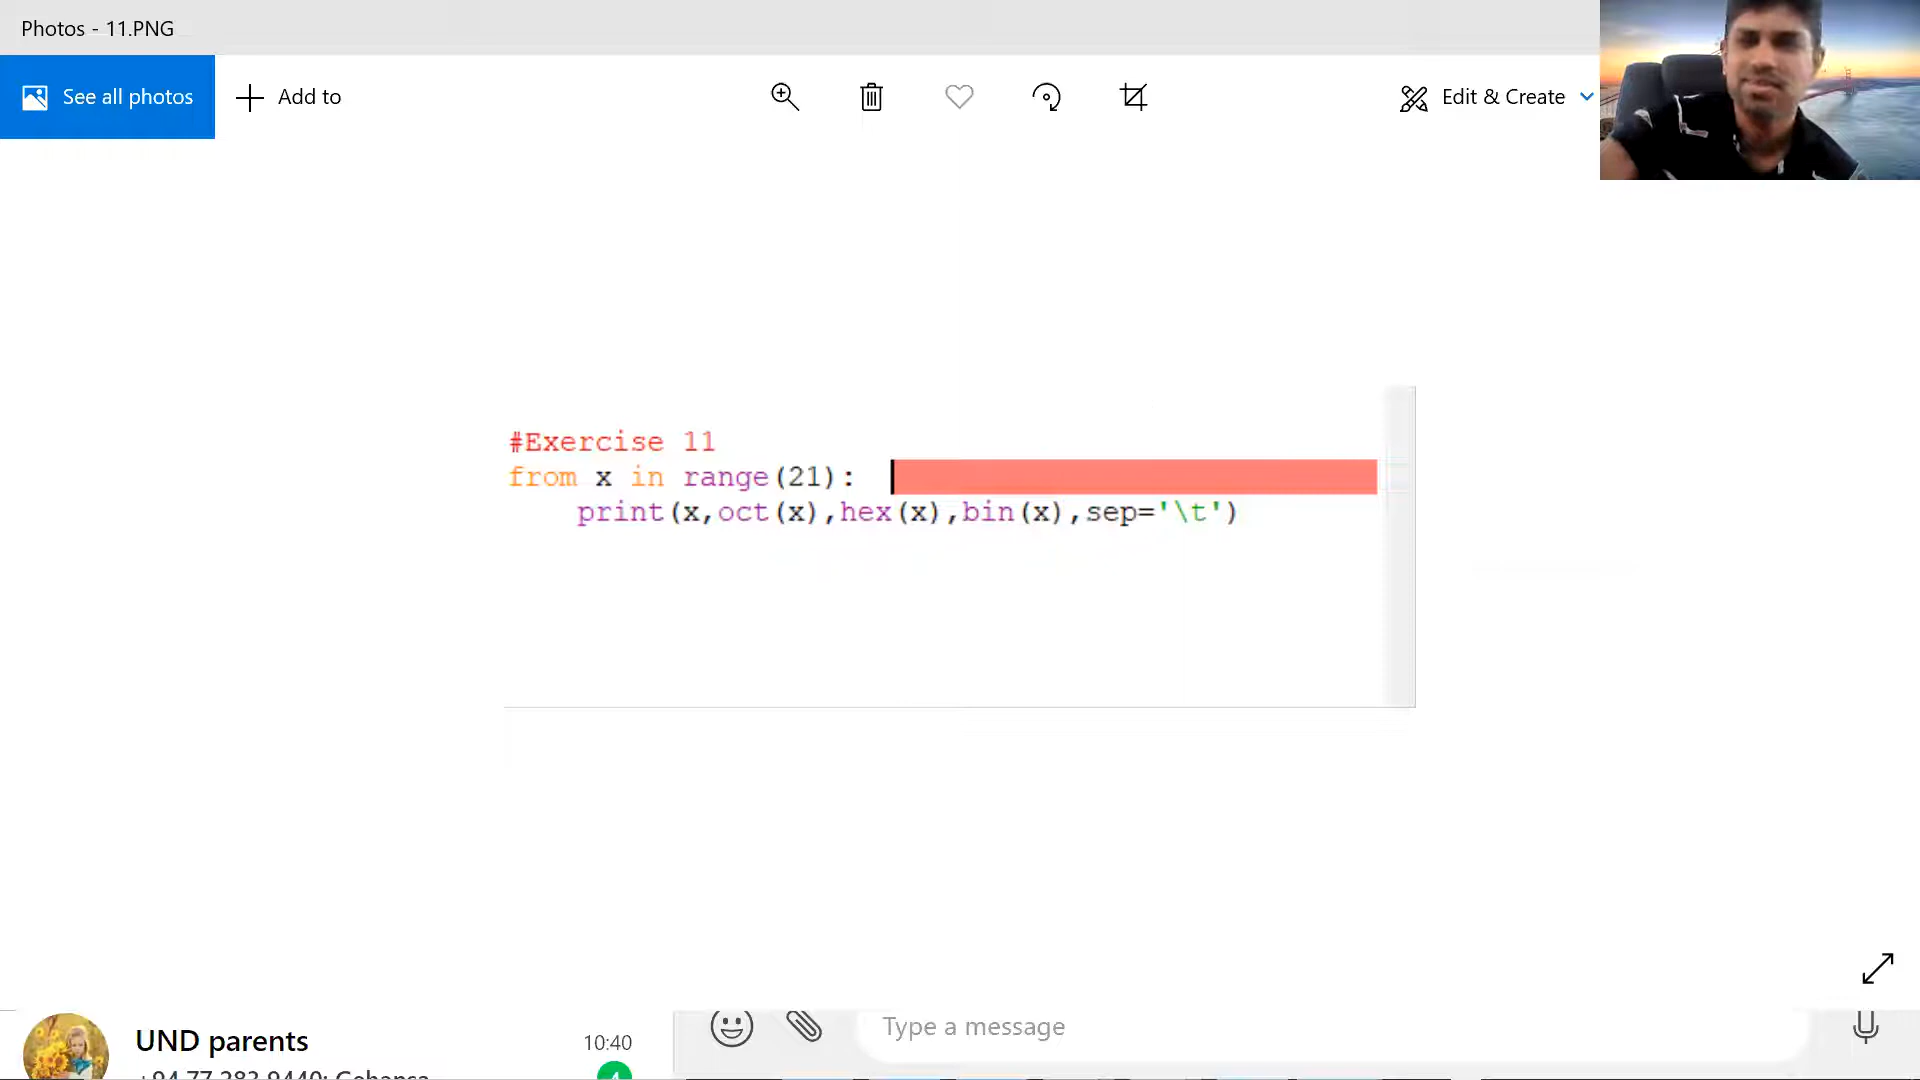 Photos - 11.PNG
See all photos
Add to
Edit & Create
#Exercise 11
from x in range(21):
print(x,oct(x),hex(x),bin(x),sep='\t')
UND parents
10:40
Type a message